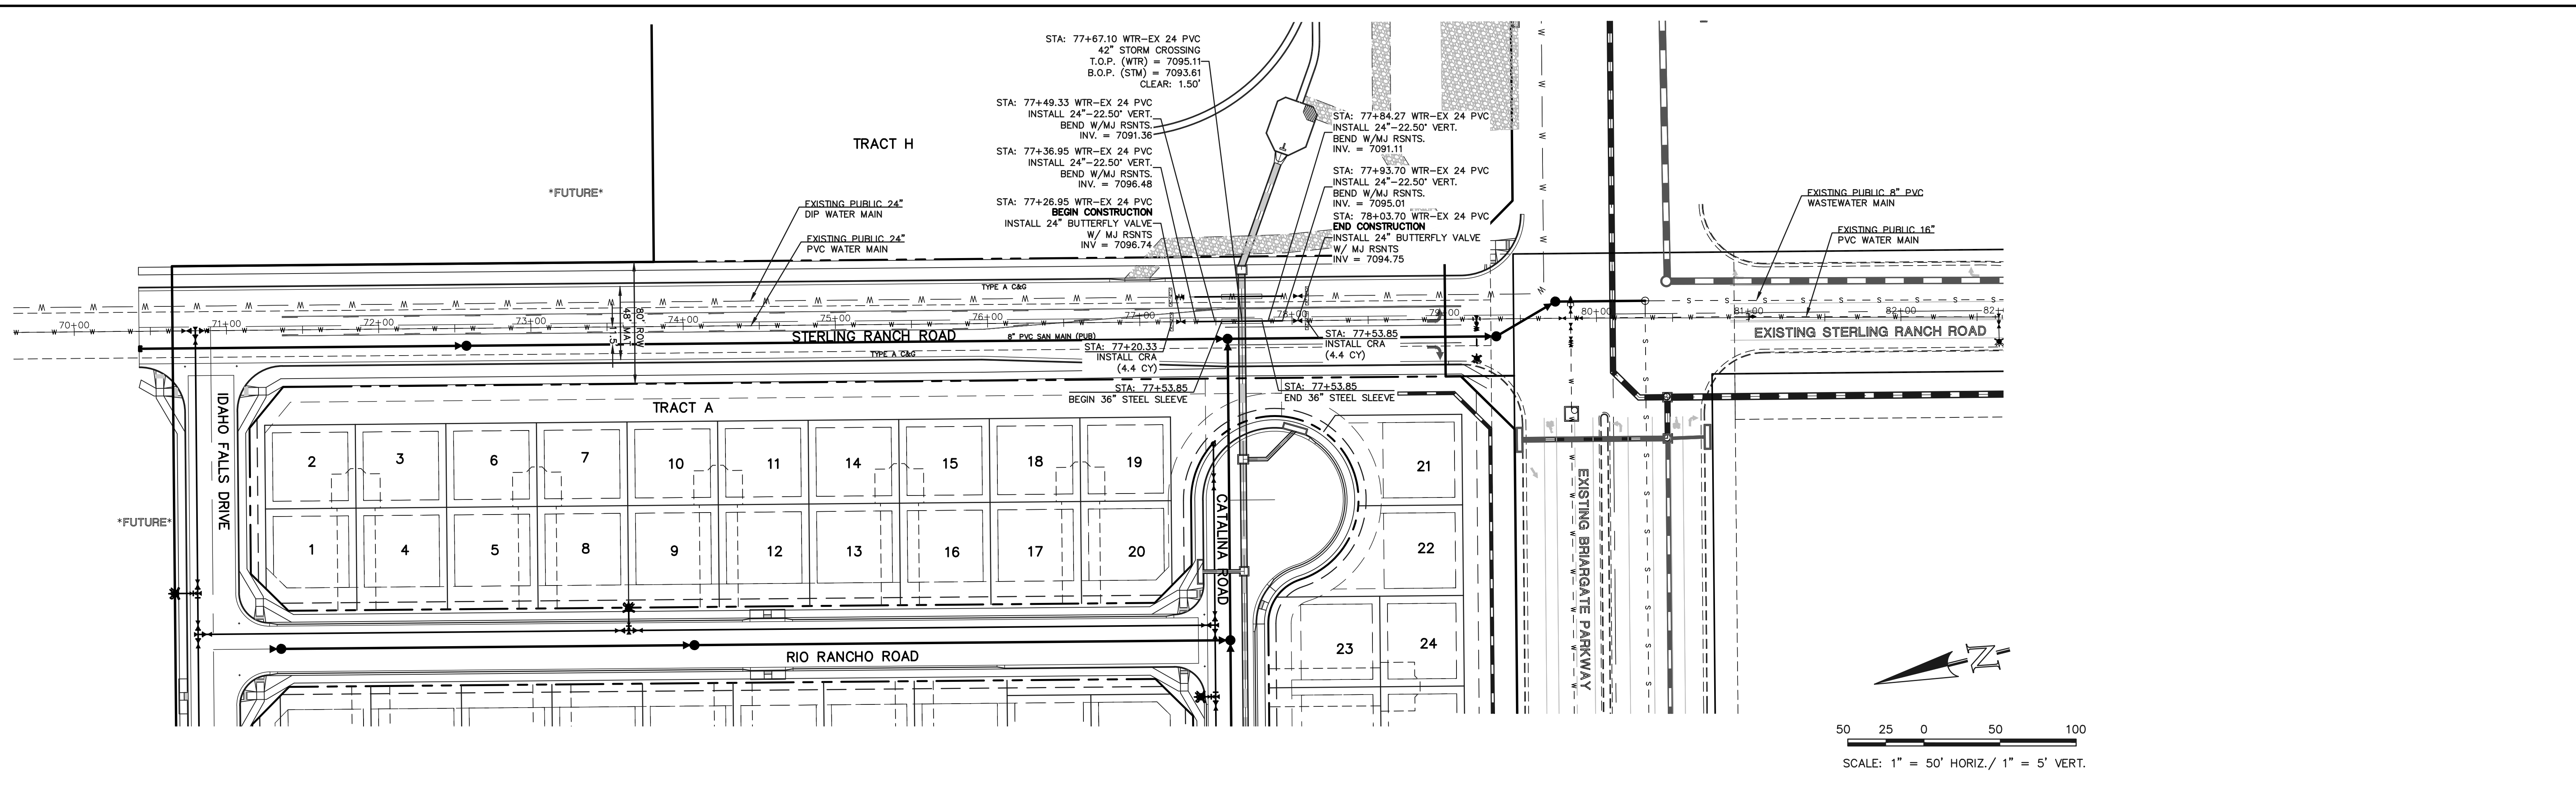 STA: 77+67.10 WTR-EX 24 PVC
42" STORM CROSSING
T.O.P. (WTR) = 7095.11
B.O.P. (STM) = 7093.61
CLEAR: 1.50'
STA: 77+49.33 WTR-EX 24 PVC
INSTALL 24"-22.50° VERT.
BEND W/MJ RSNTS.
INV. = 7091.36
STA: 77+36.95 WTR-EX 24 PVC
INSTALL 24"-22.50° VERT.
BEND W/MJ RSNTS.
INV. = 7096.48
STA: 77+26.95 WTR-EX 24 PVC
BEGIN CONSTRUCTION
INSTALL 24" BUTTERFLY VALVE
W/ MJ RSNTS
INV = 7096.74
STA: 77+84.27 WTR-EX 24 PVC
INSTALL 24"-22.50° VERT.
BEND W/MJ RSNTS.
INV. = 7091.11
STA: 77+93.70 WTR-EX 24 PVC
INSTALL 24"-22.50° VERT.
BEND W/MJ RSNTS.
INV. = 7095.01
STA: 78+03.70 WTR-EX 24 PVC
END CONSTRUCTION
INSTALL 24" BUTTERFLY VALVE
W/ MJ RSNTS
INV = 7094.75
TRACT H
*FUTURE*
EXISTING PUBLIC 24"
DIP WATER MAIN
EXISTING PUBLIC 24"
PVC WATER MAIN
EXISTING PUBLIC 8" PVC
WASTEWATER MAIN
EXISTING PUBLIC 16"
PVC WATER MAIN
TYPE A C&G
70+00
71+00
72+00
73+00
74+00
75+00
76+00
77+00
78+00
79+00
80+00
81+00
82+00
80' ROW
48' MAT
11.5'
STERLING RANCH ROAD
8" PVC SAN MAIN (PUB)
EXISTING STERLING RANCH ROAD
TYPE A C&G
STA: 77+20.33
INSTALL CRA
(4.4 CY)
STA: 77+53.85
INSTALL CRA
(4.4 CY)
STA: 77+53.85
BEGIN 36" STEEL SLEEVE
STA: 77+53.85
END 36" STEEL SLEEVE
TRACT A
IDAHO FALLS DRIVE
*FUTURE*
2 3 6 7 10 11 14 15 18 19 21
1 4 5 8 9 12 13 16 17 20 22
CATALINA ROAD
EXISTING BRIARGATE PARKWAY
23 24
RIO RANCHO ROAD
N
50 25 0 50 100
SCALE: 1" = 50' HORIZ./ 1" = 5' VERT.